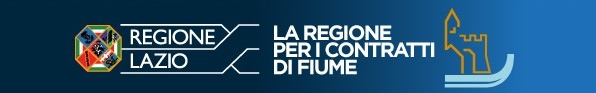 REGIONE
LAZIO
LA REGIONE
PER I CONTRATTI
DI FIUME